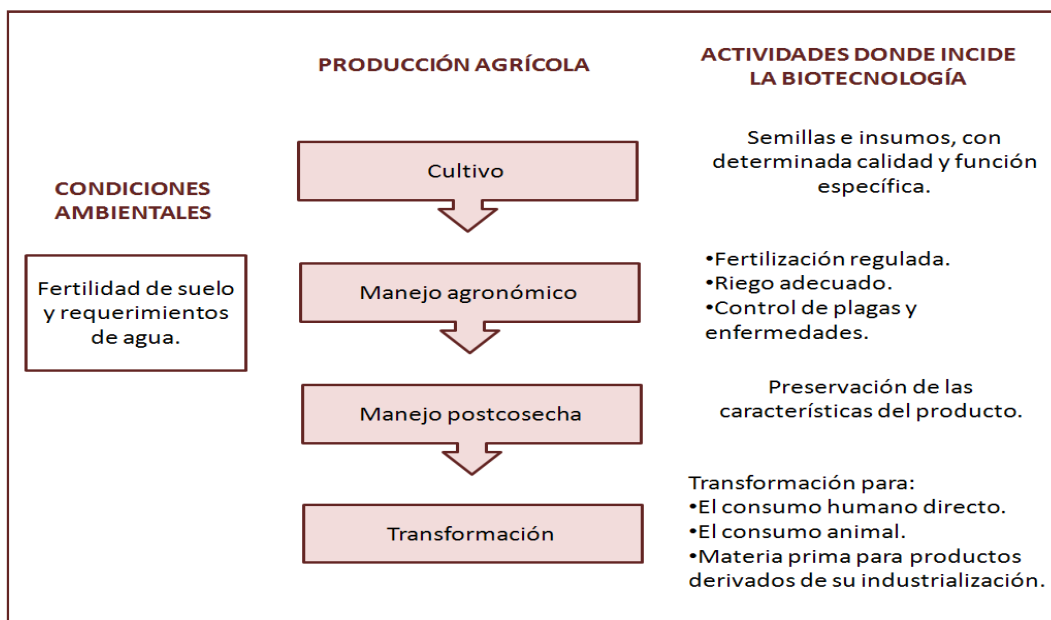 CONDICIONES
AMBIENTALES
Fertilidad de suelo
y requerimientos
de agua.
PRODUCCIÓN AGRÍCOLA
Cultivo
Manejo agronómico
Manejo postcosecha
Transformación
ACTIVIDADES DONDE INCIDE
LA BIOTECNOLOGÍA
Semillas e insumos, con
determinada calidad y función
específica.
•Fertilización regulada.
•Riego adecuado.
•Control de plagas y
enfermedades.
Preservación de las
características del producto.
Transformación para:
•El consumo humano directo.
•El consumo animal.
•Materia prima para productos
derivados de su industrialización.